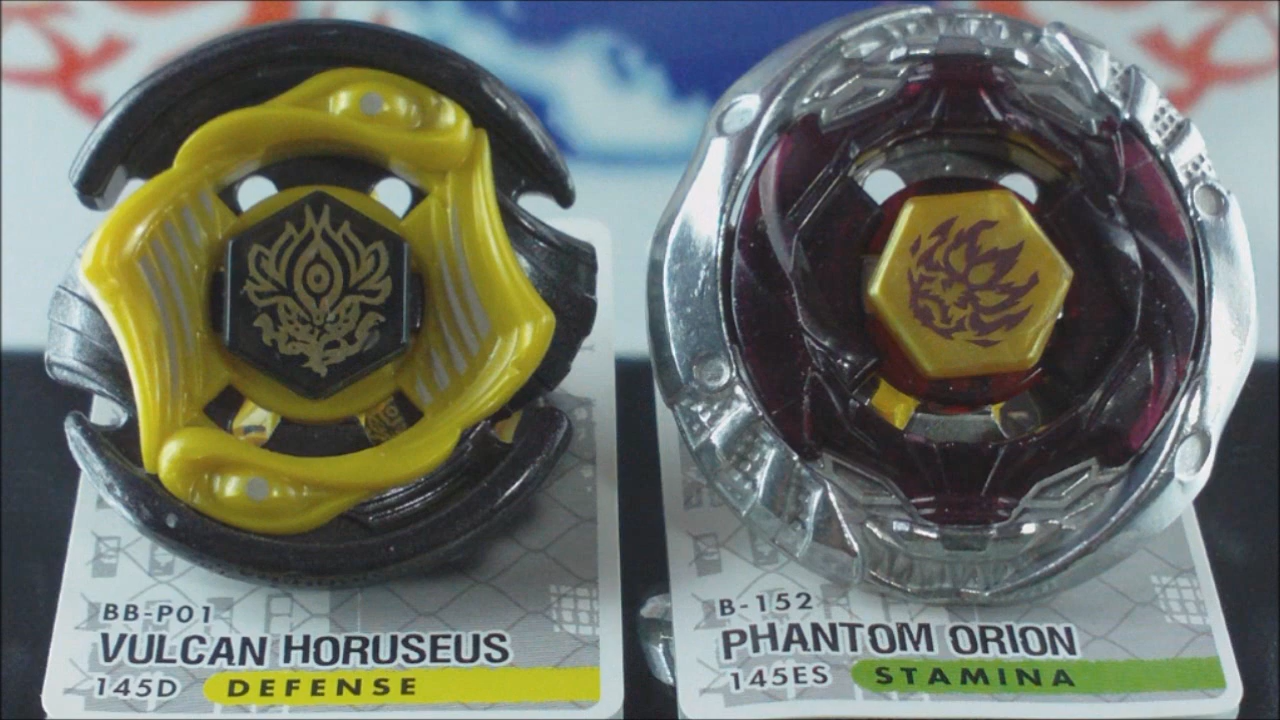 BB-P01
VULCAN HORUSEUS
145D DEFENSE
B-152
PHANTOM ORION
145ES STAMINA